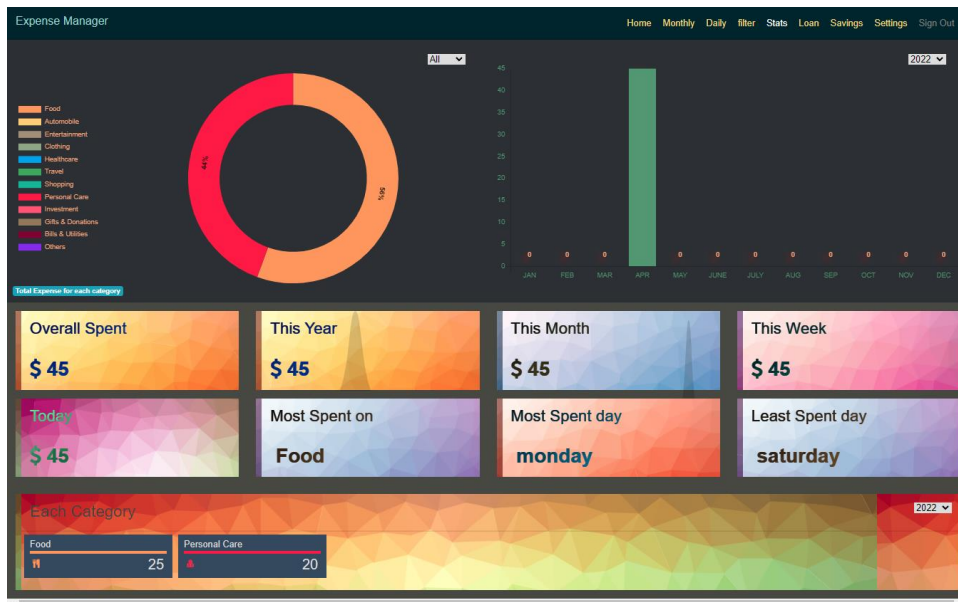 Expense Manager
Home Monthly Daily filter Stats Loan Savings Settings Sign Out
All
2022
Food
Automobile
Entertainment
Clothing
Healthcare
Travel
Shopping
Personal Care
Investment
Gifts & Donations
Bills & Utilities
Others
44%
56%
Total Expense for each category
45
40
35
30
25
20
15
10
5
0
0 0 0 0 0 0 0 0 0 0 0
JAN FEB MAR APR MAY JUNE JULY AUG SEP OCT NOV DEC
Overall Spent
$ 45
This Year
$ 45
This Month
$ 45
This Week
$ 45
Today
$ 45
Most Spent on
Food
Most Spent day
monday
Least Spent day
saturday
Each Category
2022
Food
25
Personal Care
20